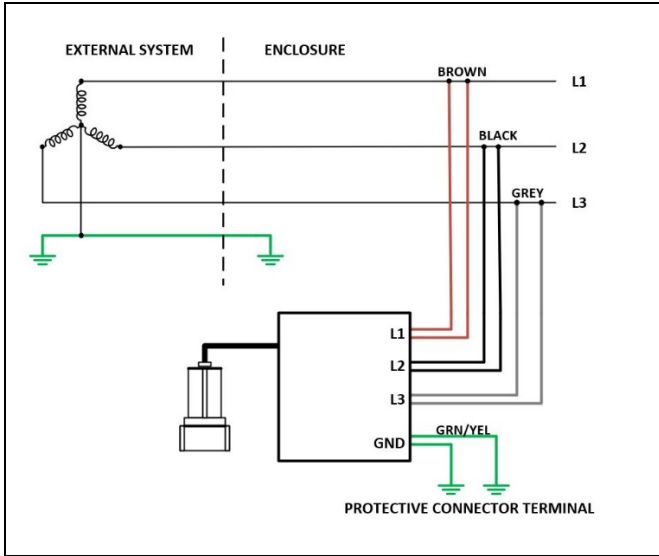 EXTERNAL SYSTEM
ENCLOSURE
BROWN
L1
BLACK
L2
GREY
L3
L1
L2
L3
GRN/YEL
GND
PROTECTIVE CONNECTOR TERMINAL